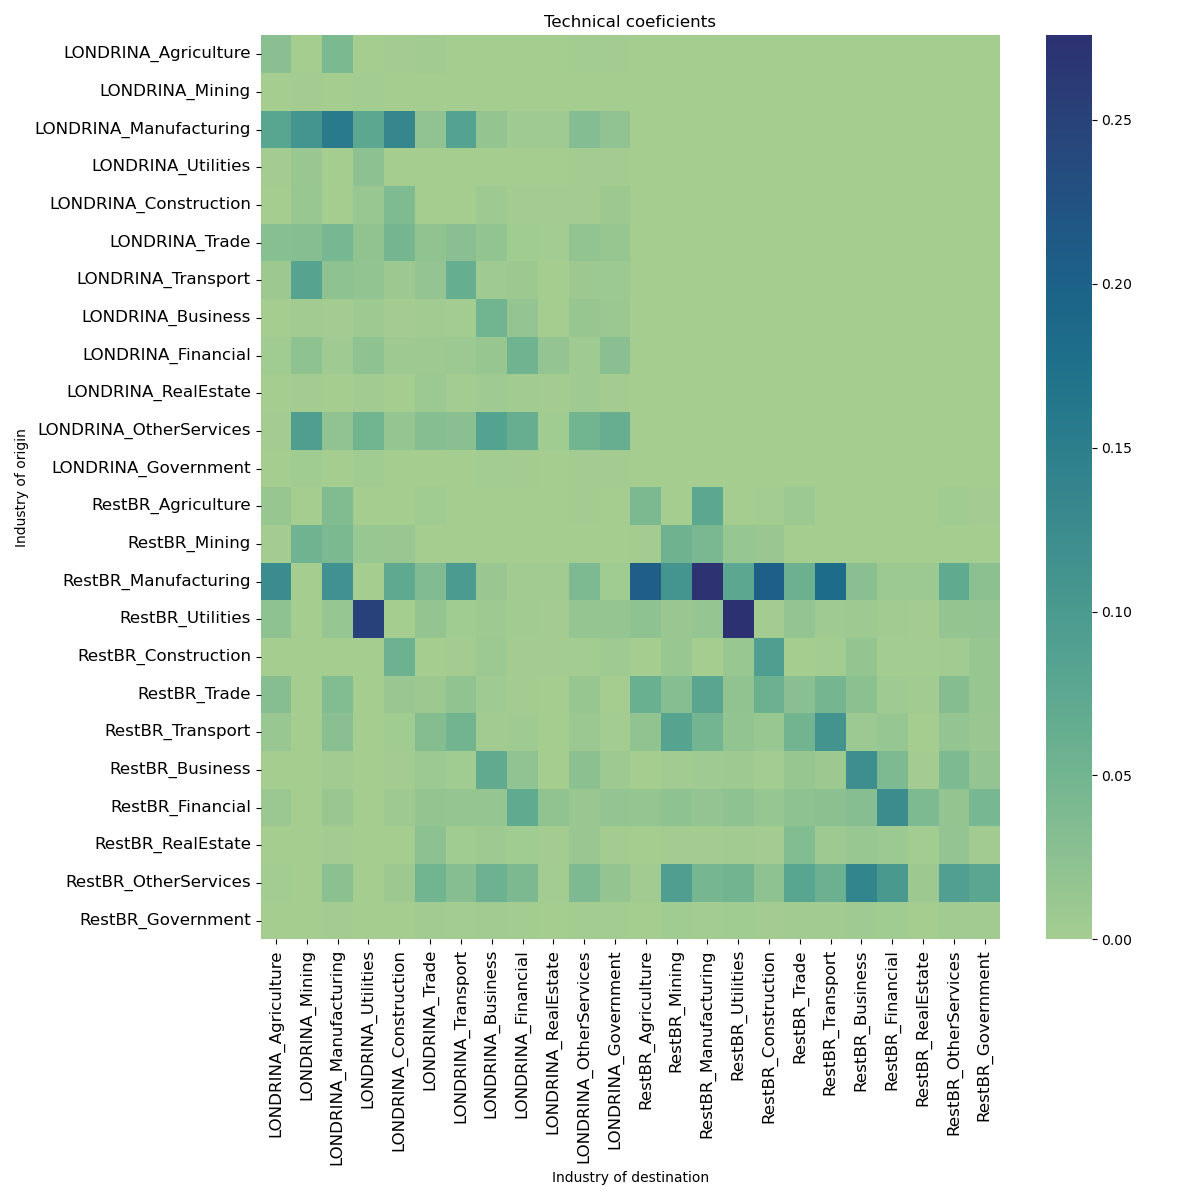 Technical coeficients
LONDRINA_Agriculture
LONDRINA_Mining
LONDRINA_Manufacturing
LONDRINA_Utilities
LONDRINA_Construction
LONDRINA_Trade
LONDRINA_Transport
LONDRINA_Business
LONDRINA_Financial
LONDRINA_RealEstate
LONDRINA_OtherServices
LONDRINA_Government
RestBR_Agriculture
RestBR_Mining
RestBR_Manufacturing
RestBR_Utilities
RestBR_Construction
RestBR_Trade
RestBR_Transport
RestBR_Business
RestBR_Financial
RestBR_RealEstate
RestBR_OtherServices
RestBR_Government
Industry of origin
LONDRINA_Agriculture
LONDRINA_Mining
LONDRINA_Manufacturing
LONDRINA_Utilities
LONDRINA_Construction
LONDRINA_Trade
LONDRINA_Transport
LONDRINA_Business
LONDRINA_Financial
LONDRINA_RealEstate
LONDRINA_OtherServices
LONDRINA_Government
RestBR_Agriculture
RestBR_Mining
RestBR_Manufacturing
RestBR_Utilities
RestBR_Construction
RestBR_Trade
RestBR_Transport
RestBR_Business
RestBR_Financial
RestBR_RealEstate
RestBR_OtherServices
RestBR_Government
Industry of destination
0.25
0.20
0.15
0.10
0.05
0.00